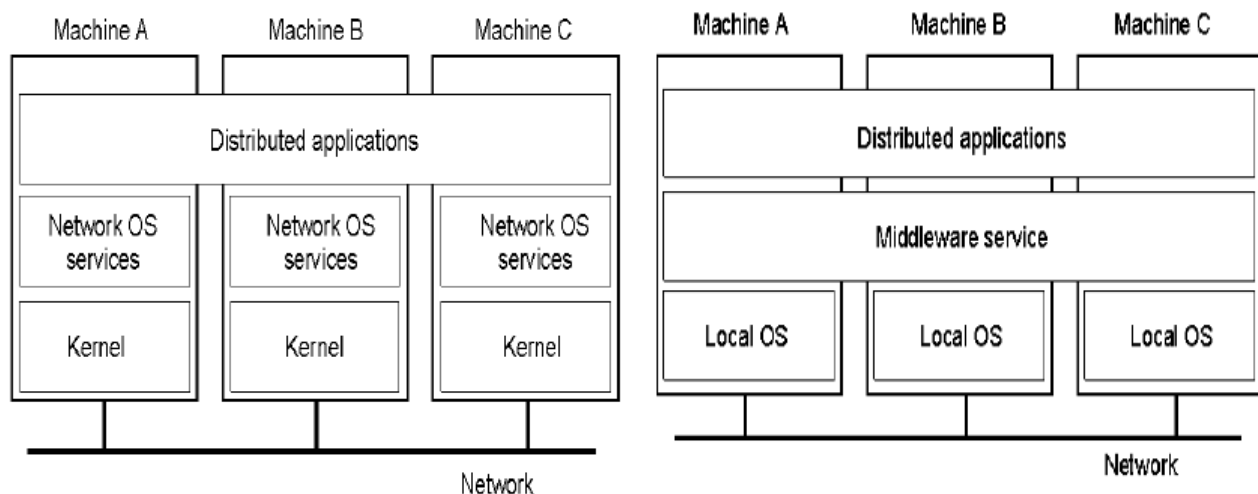 Machine A
Machine B
Machine C
Distributed applications
Network OS
services
Network OS
services
Network OS
services
Kernel
Kernel
Kernel
Network
Machine A
Machine B
Machine C
Distributed applications
Middleware service
Local OS
Local OS
Local OS
Network